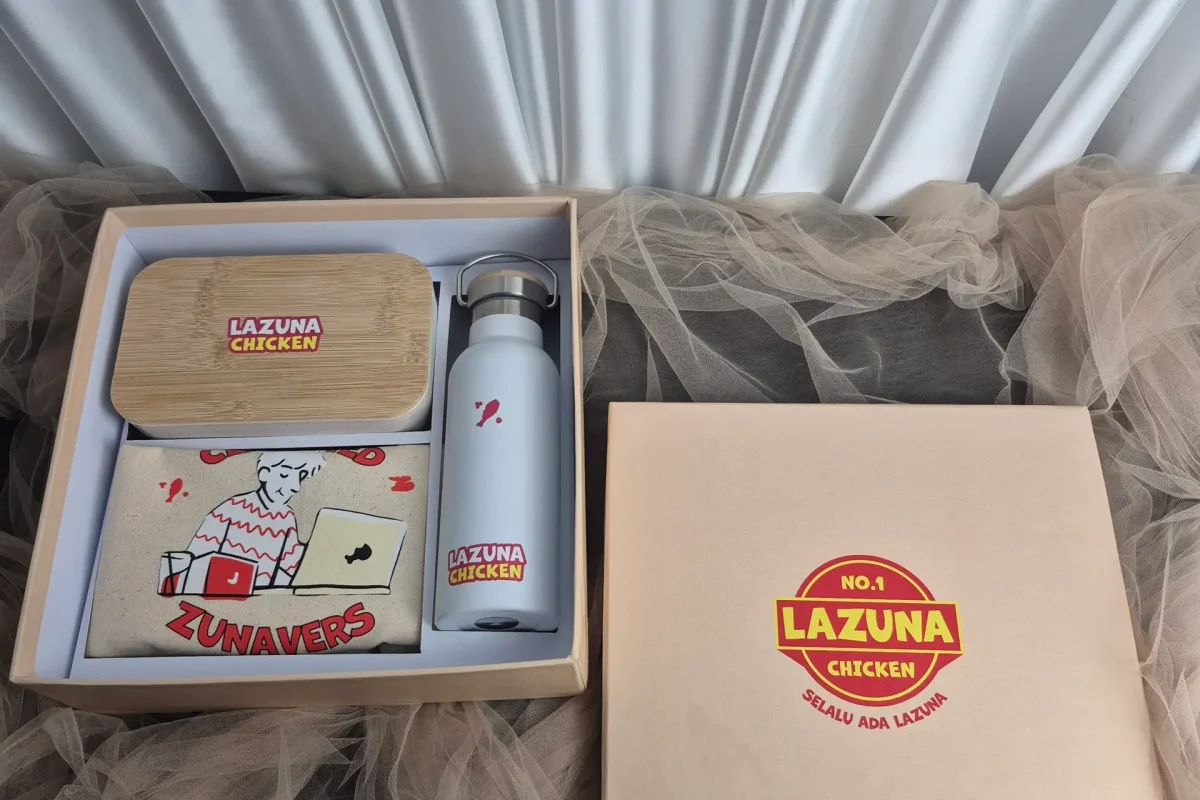 LAZUNA
CHICKEN
ZUNAVERS
LAZUNA
CHICKEN
NO.1
LAZUNA
CHICKEN
SELALU ADA LAZUNA